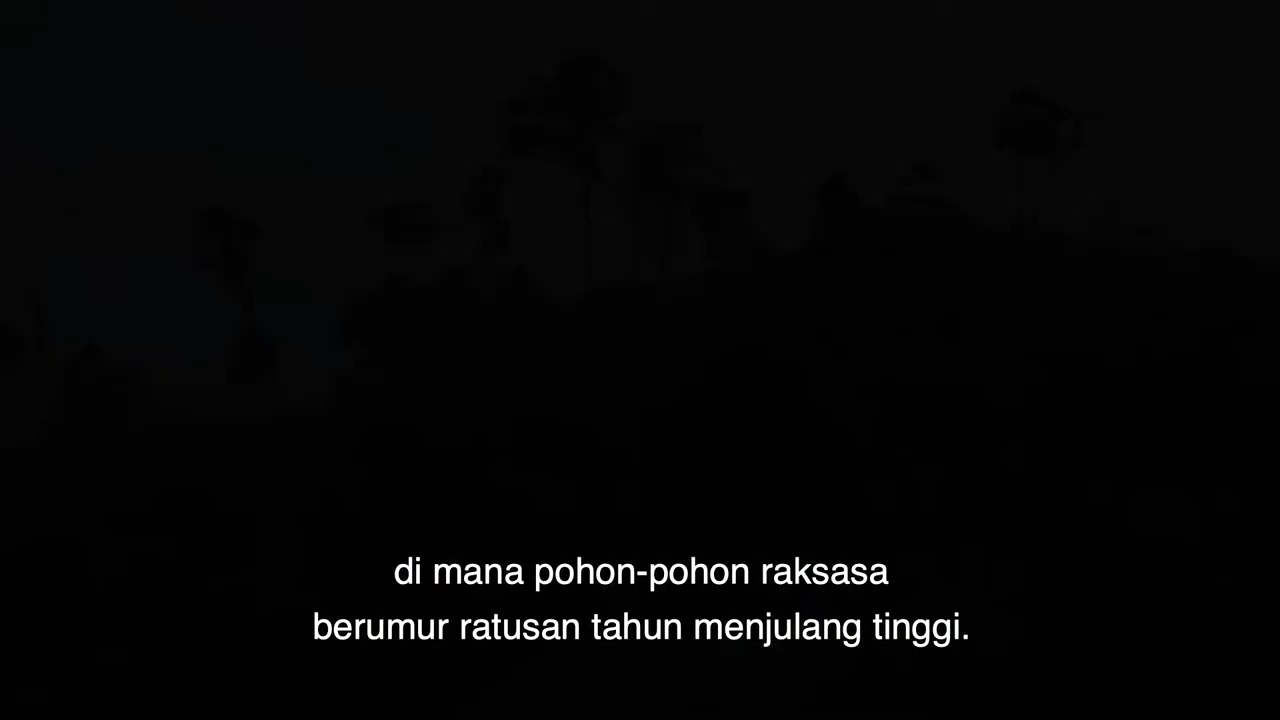 di mana pohon-pohon raksasa
berumur ratusan tahun menjulang tinggi.